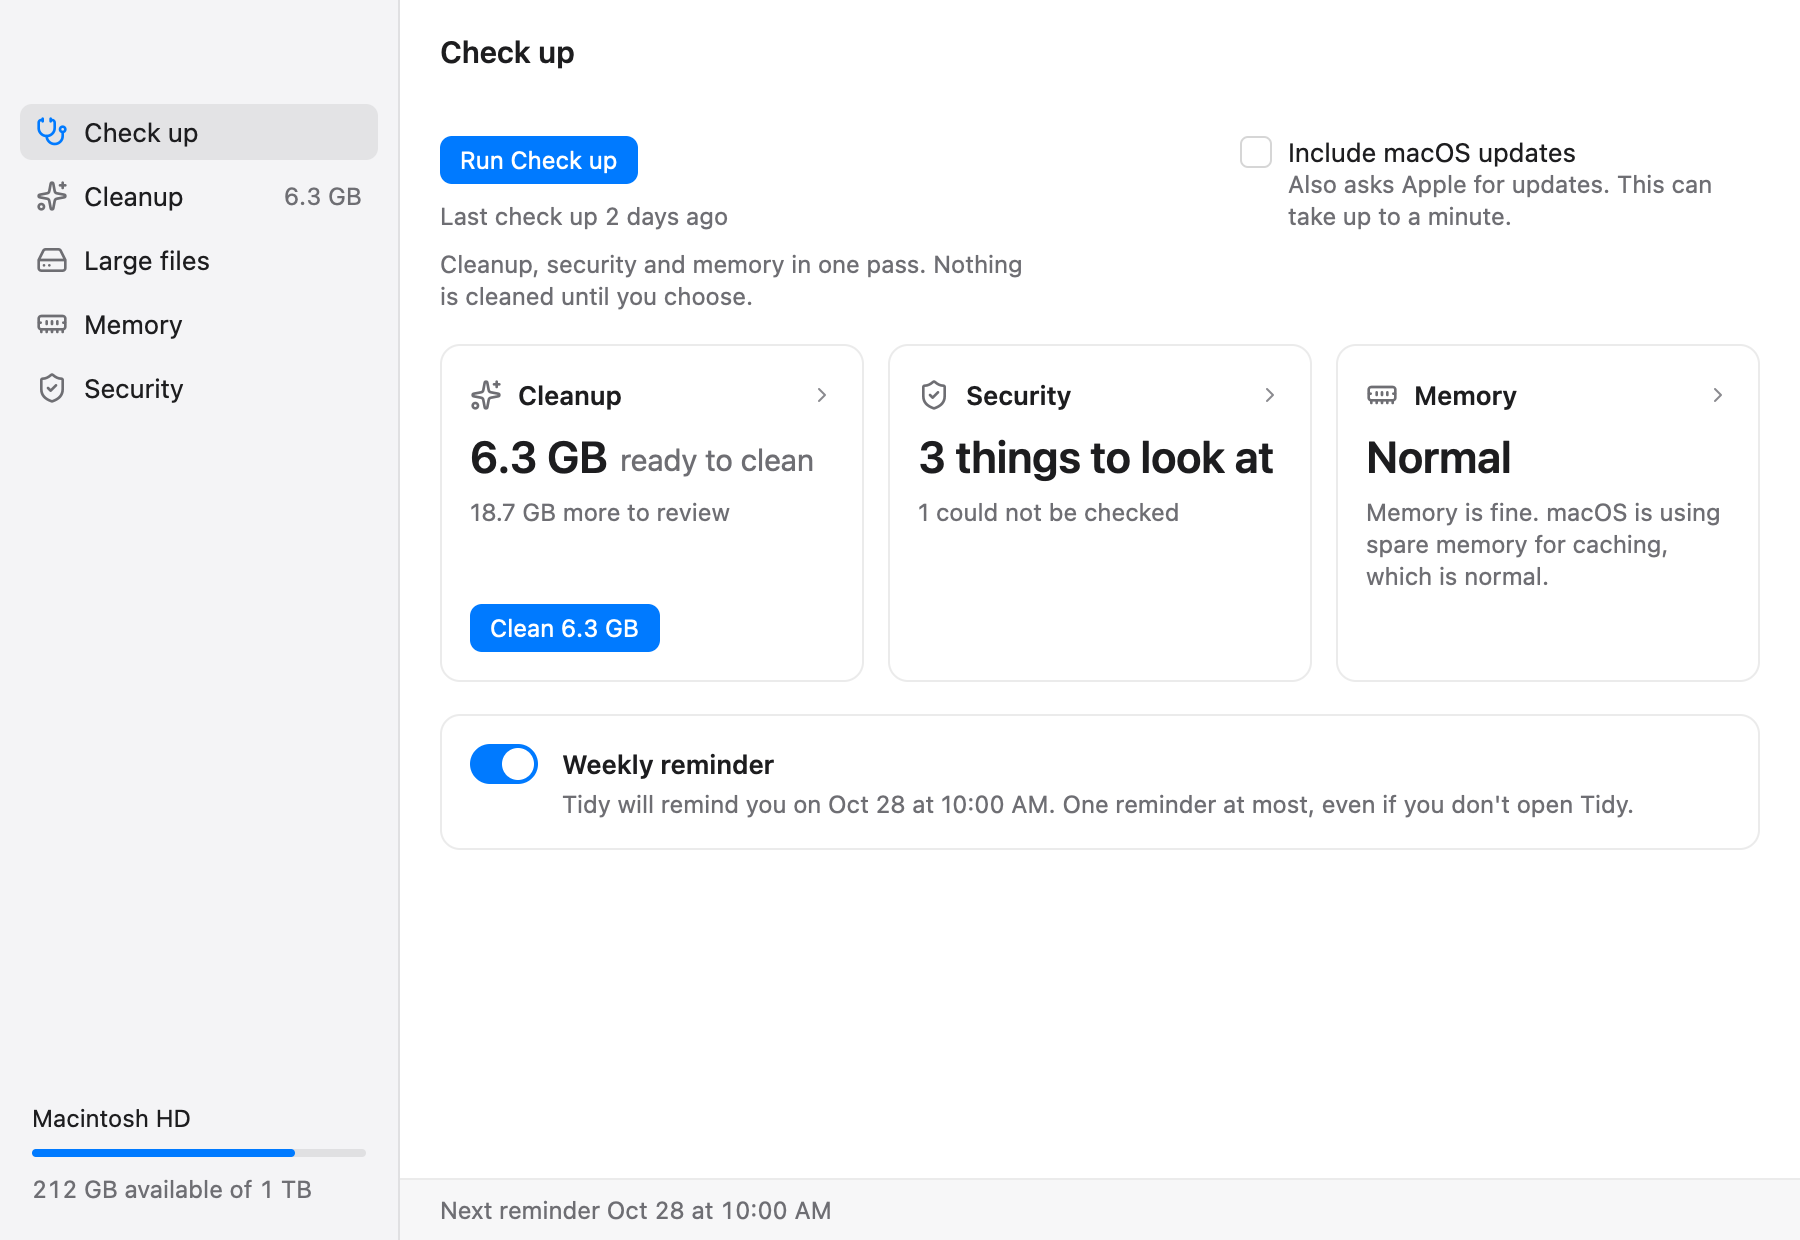 Check up
Cleanup 6.3 GB
Large files
Memory
Security
Macintosh HD
212 GB available of 1 TB
Check up
Run Check up
Last check up 2 days ago
Cleanup, security and memory in one pass. Nothing
is cleaned until you choose.
Include macOS updates
Also asks Apple for updates. This can
take up to a minute.
Cleanup
6.3 GB ready to clean
18.7 GB more to review
Clean 6.3 GB
Security
3 things to look at
1 could not be checked
Memory
Normal
Memory is fine. macOS is using
spare memory for caching,
which is normal.
Weekly reminder
Tidy will remind you on Oct 28 at 10:00 AM. One reminder at most, even if you don't open Tidy.
Next reminder Oct 28 at 10:00 AM